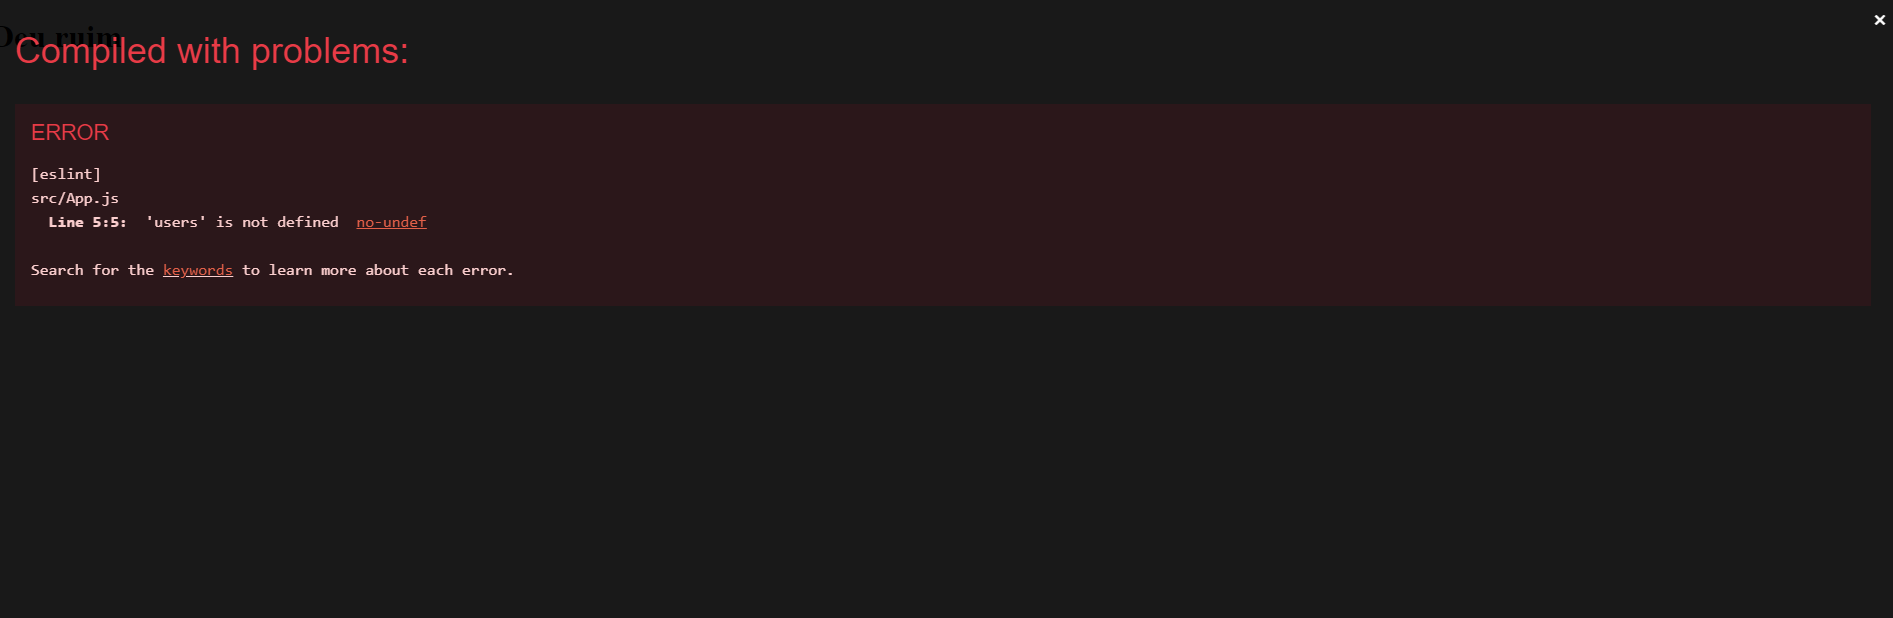 Deu ruim
×
Compiled with problems:
ERROR
[eslint]
src/App.js
  Line 5:5:  'users' is not defined  no-undef
Search for the keywords to learn more about each error.